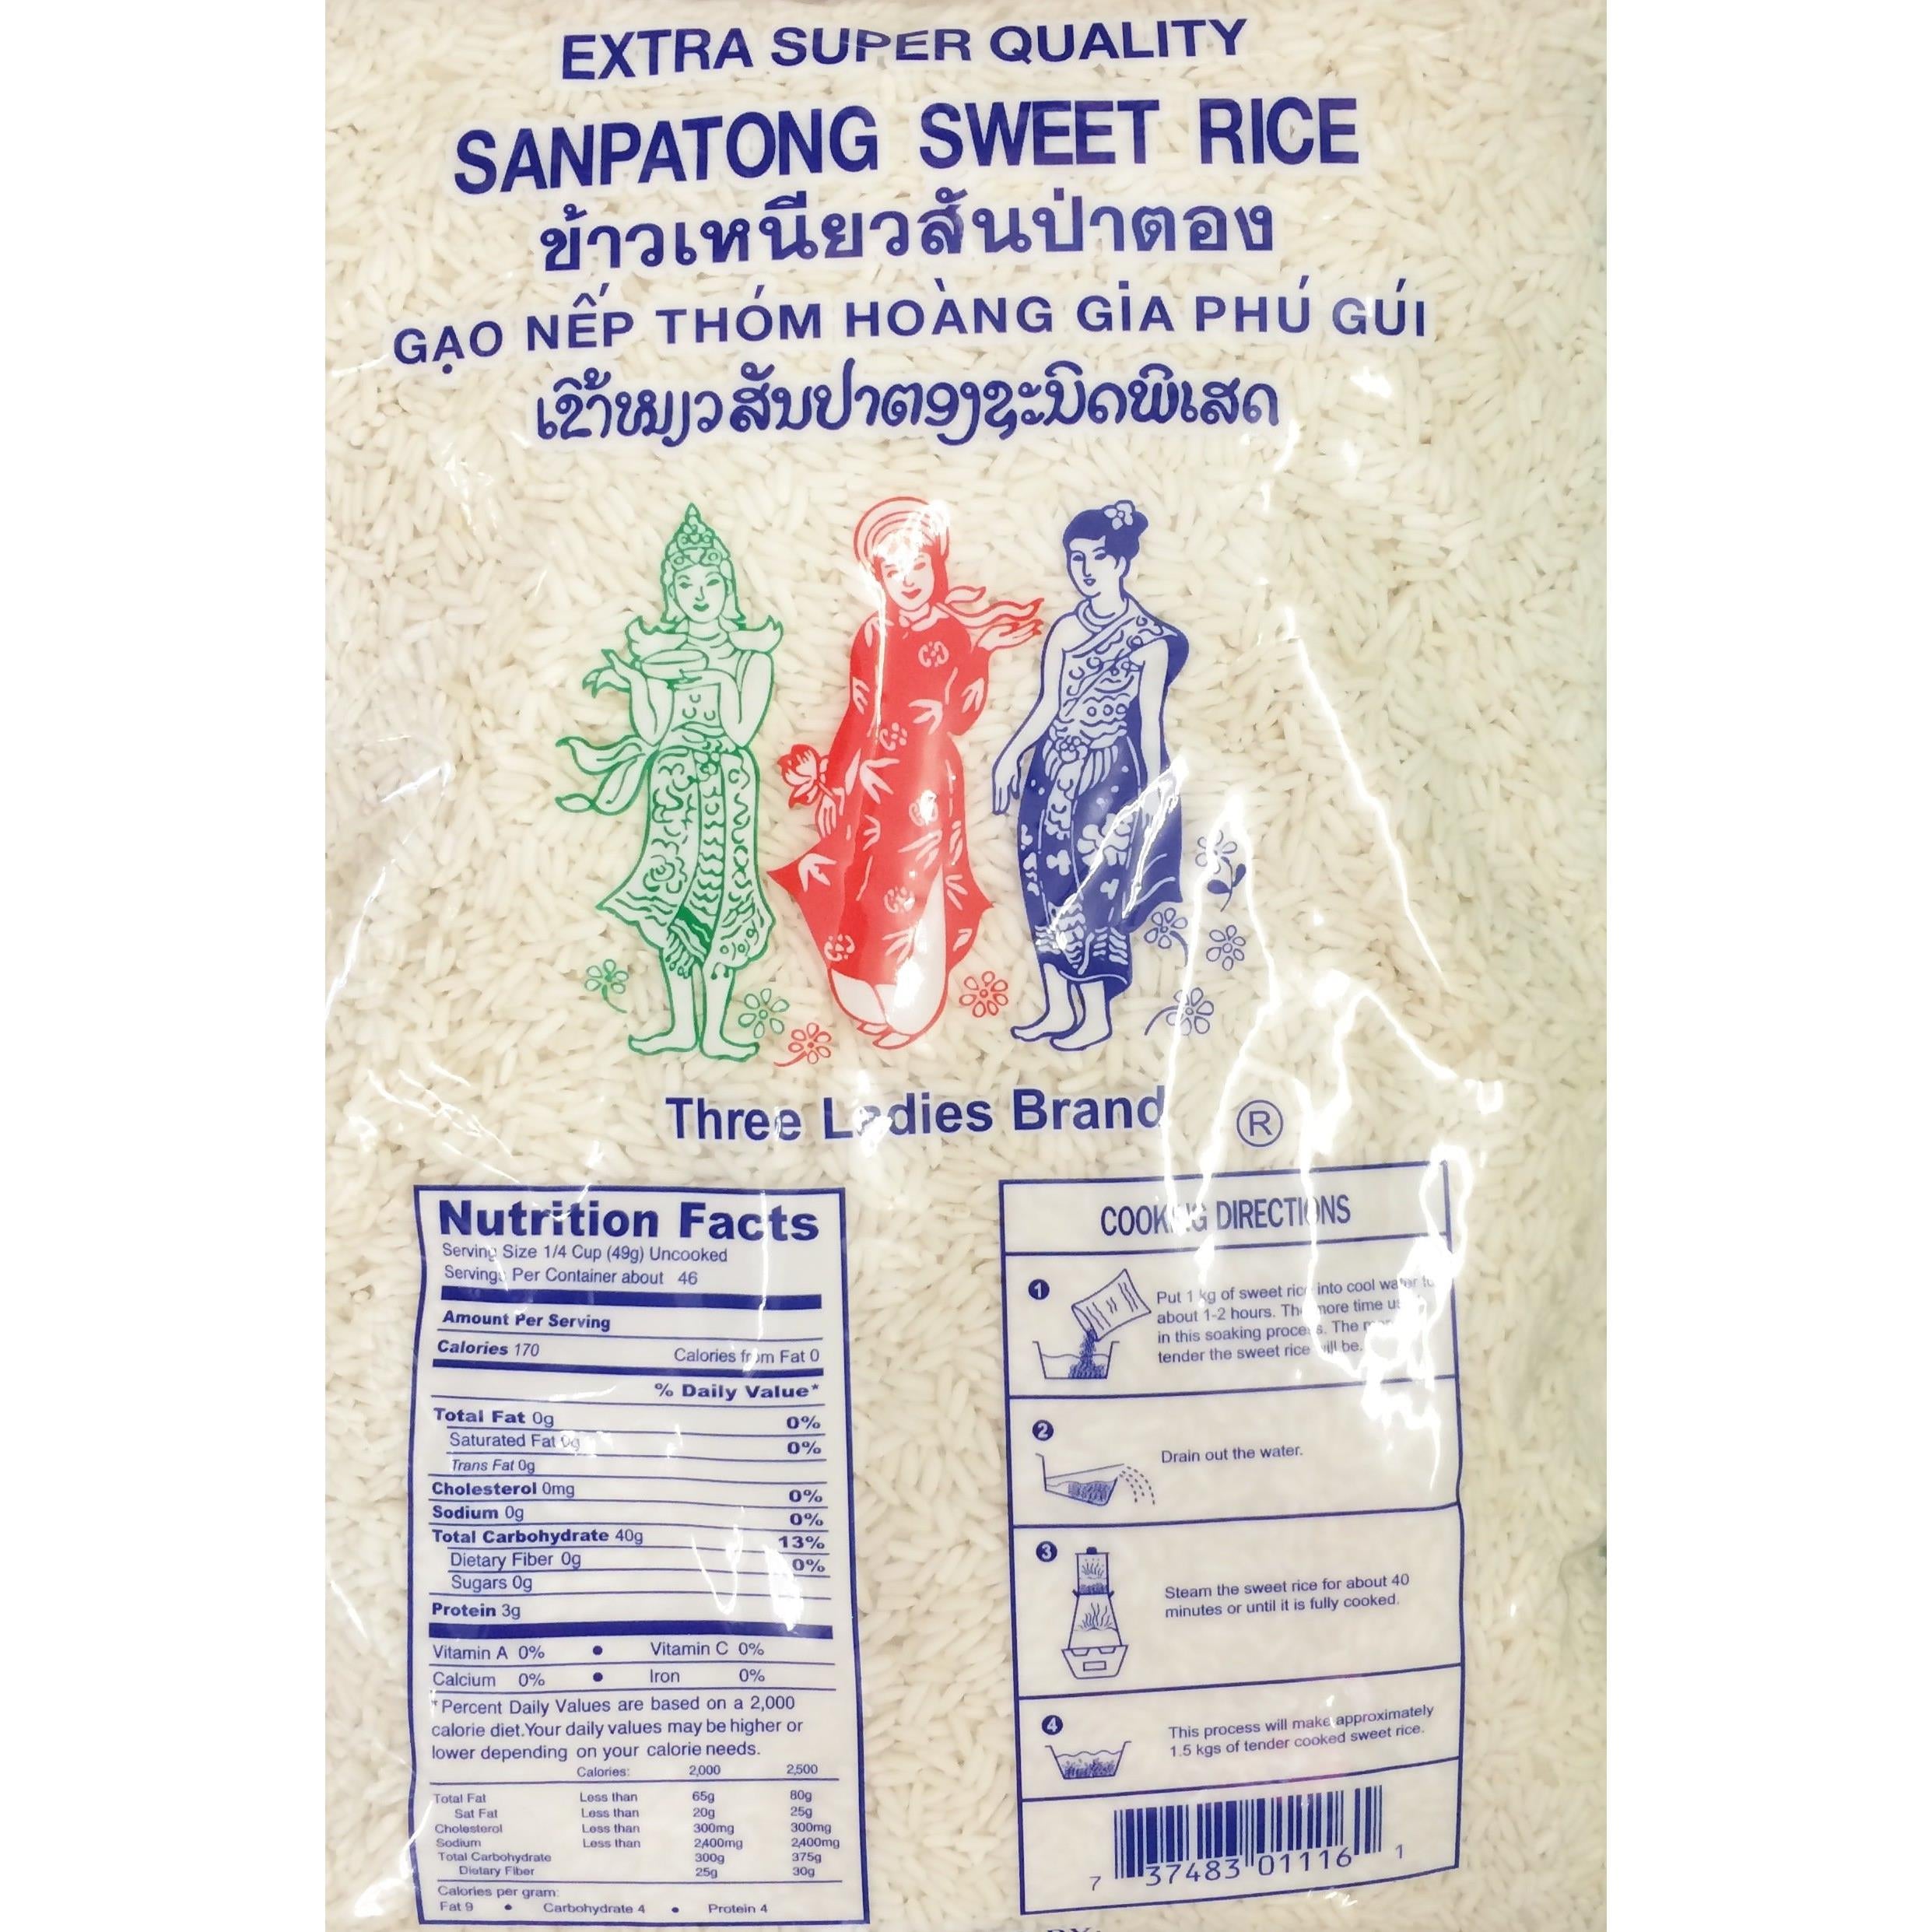 EXTRA SUPER QUALITY
SANPATONG SWEET RICE
ข้าวเหนียวสันป่าตอง
GẠO NẾP THÓM HOÀNG GIA PHÚ GÚI
ເຂົ້າໜຽວສັນປ່າຕອງຊະນິດພິເສດ
Three Ladies Brand ®
Nutrition Facts
Serving Size 1/4 Cup (49g) Uncooked
Servings Per Container about 46
Amount Per Serving
Calories 170 Calories from Fat 0
% Daily Value*
Total Fat 0g 0%
Saturated Fat 0g 0%
Trans Fat 0g
Cholesterol 0mg 0%
Sodium 0g 0%
Total Carbohydrate 40g 13%
Dietary Fiber 0g 0%
Sugars 0g
Protein 3g
Vitamin A 0% • Vitamin C 0%
Calcium 0% • Iron 0%
*Percent Daily Values are based on a 2,000
calorie diet.Your daily values may be higher or
lower depending on your calorie needs.
Calories: 2,000 2,500
Total Fat Less than 65g 80g
Sat Fat Less than 20g 25g
Cholesterol Less than 300mg 300mg
Sodium Less than 2,400mg 2,400mg
Total Carbohydrate 300g 375g
Dietary Fiber 25g 30g
Calories per gram:
Fat 9 • Carbohydrate 4 • Protein 4
COOKING DIRECTIONS
1
Put 1 kg of sweet rice into cool water
about 1-2 hours. The more time
in this soaking process. The
tender the sweet rice will be.
2
Drain out the water.
3
Steam the sweet rice for about 40
minutes or until it is fully cooked.
4
This process will make approximately
1.5 kgs of tender cooked sweet rice.
7 37483 01116 1